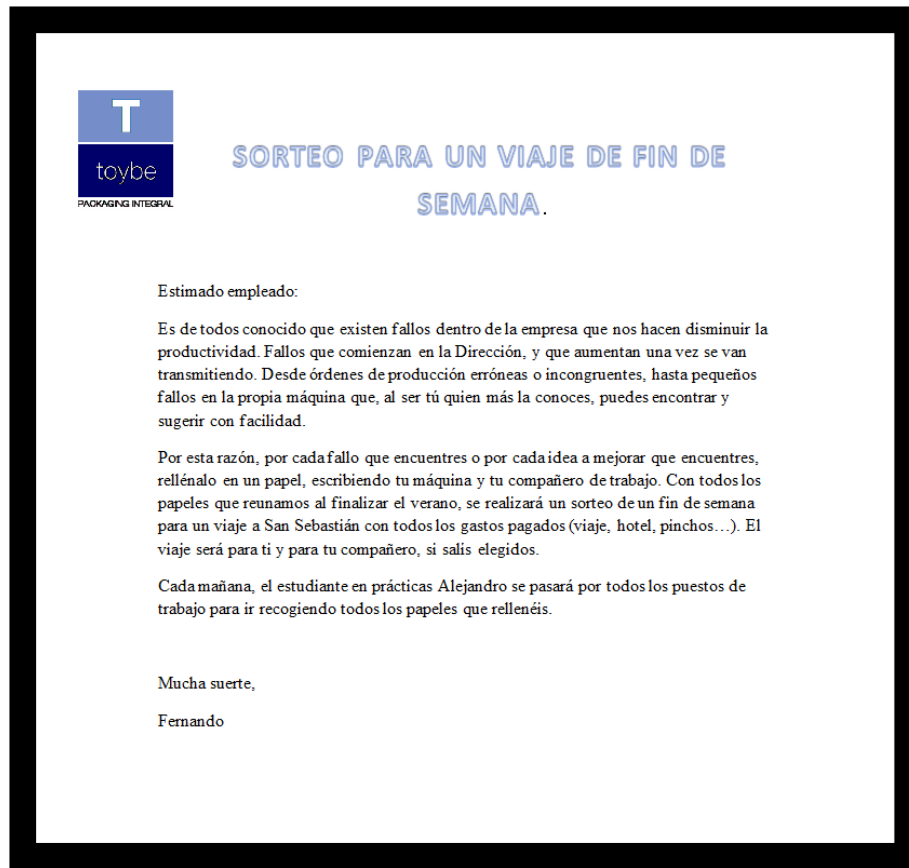 T
toybe
PACKAGING INTEGRAL
SORTEO PARA UN VIAJE DE FIN DE
SEMANA.
Estimado empleado:
Es de todos conocido que existen fallos dentro de la empresa que nos hacen disminuir la
productividad. Fallos que comienzan en la Dirección, y que aumentan una vez se van
transmitiendo. Desde órdenes de producción erróneas o incongruentes, hasta pequeños
fallos en la propia máquina que, al ser tú quien más la conoces, puedes encontrar y
sugerir con facilidad.
Por esta razón, por cada fallo que encuentres o por cada idea a mejorar que encuentres,
rellénalo en un papel, escribiendo tu máquina y tu compañero de trabajo. Con todos los
papeles que reunamos al finalizar el verano, se realizará un sorteo de un fin de semana
para un viaje a San Sebastián con todos los gastos pagados (viaje, hotel, pinchos…). El
viaje será para ti y para tu compañero, si salís elegidos.
Cada mañana, el estudiante en prácticas Alejandro se pasará por todos los puestos de
trabajo para ir recogiendo todos los papeles que rellenéis.
Mucha suerte,
Fernando